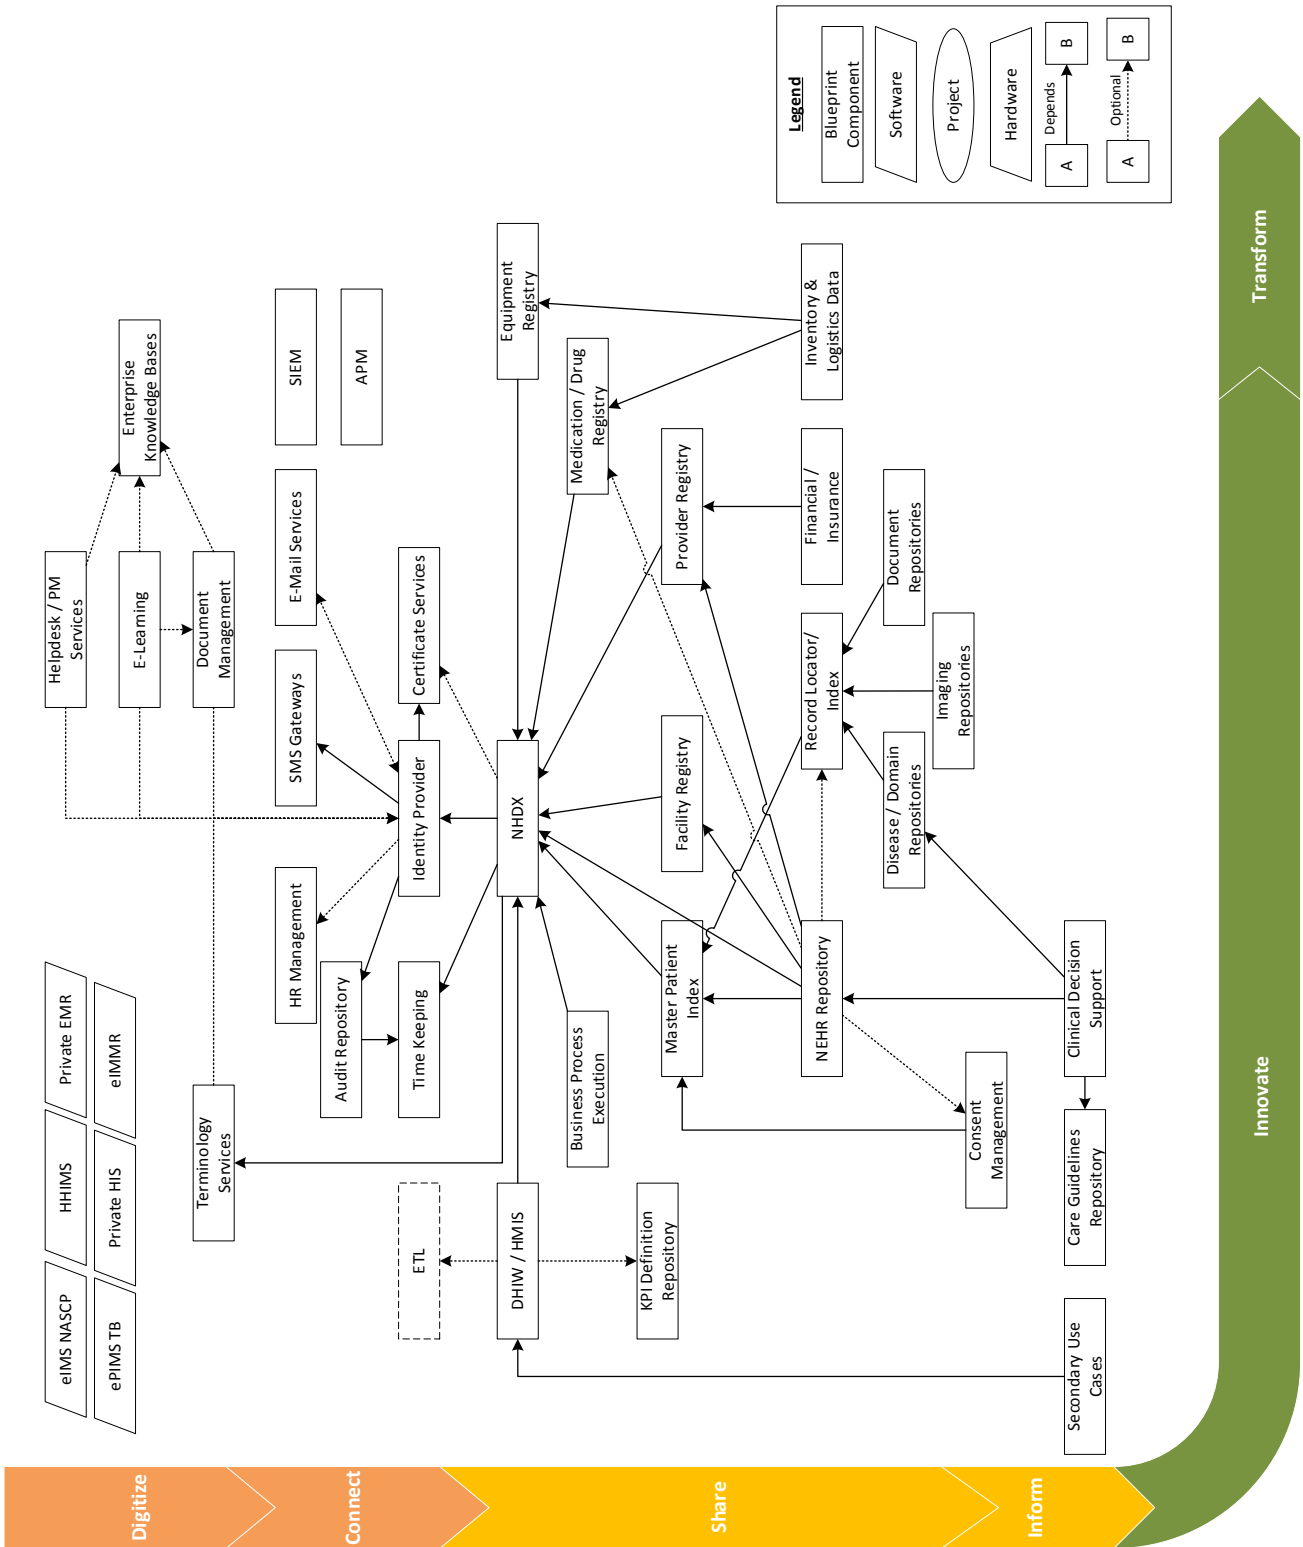 Digitize
Connect
Share
Inform
Innovate
Transform
eIMS NASCP
HHIMS
Private EMR
ePIMS TB
Private HIS
eIMMR
Helpdesk / PM
Services
E-Learning
Document
Management
Enterprise
Knowledge Bases
Terminology
Services
HR Management
SMS Gateways
E-Mail Services
SIEM
APM
Audit Repository
Time Keeping
Identity Provider
Certificate Services
ETL
DHIW / HMIS
NHDX
Equipment
Registry
Business Process
Execution
Medication / Drug
Registry
KPI Definition
Repository
Master Patient
Index
Facility Registry
Provider Registry
NEHR Repository
Record Locator/
Index
Financial /
Insurance
Inventory &
Logistics Data
Disease / Domain
Repositories
Document
Repositories
Imaging
Repositories
Consent
Management
Secondary Use
Cases
Care Guidelines
Repository
Clinical Decision
Support
Legend
Blueprint
Component
Software
Project
Hardware
A
Depends
B
A
Optional
B